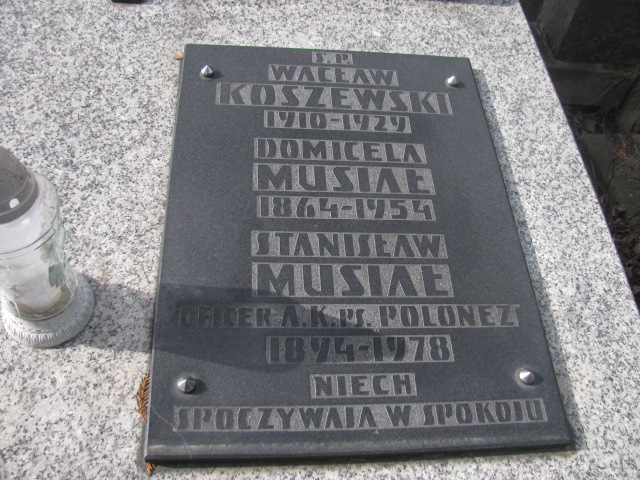 Ś.P.
WACŁAW
KOSZEWSKI
1910-1929
DOMICELA
MUSIAŁ
1864-1954
STANISŁAW
MUSIAŁ
OFICER A.K. PS. POLONEZ
1894-1978
NIECH
SPOCZYWAJĄ W SPOKOJU